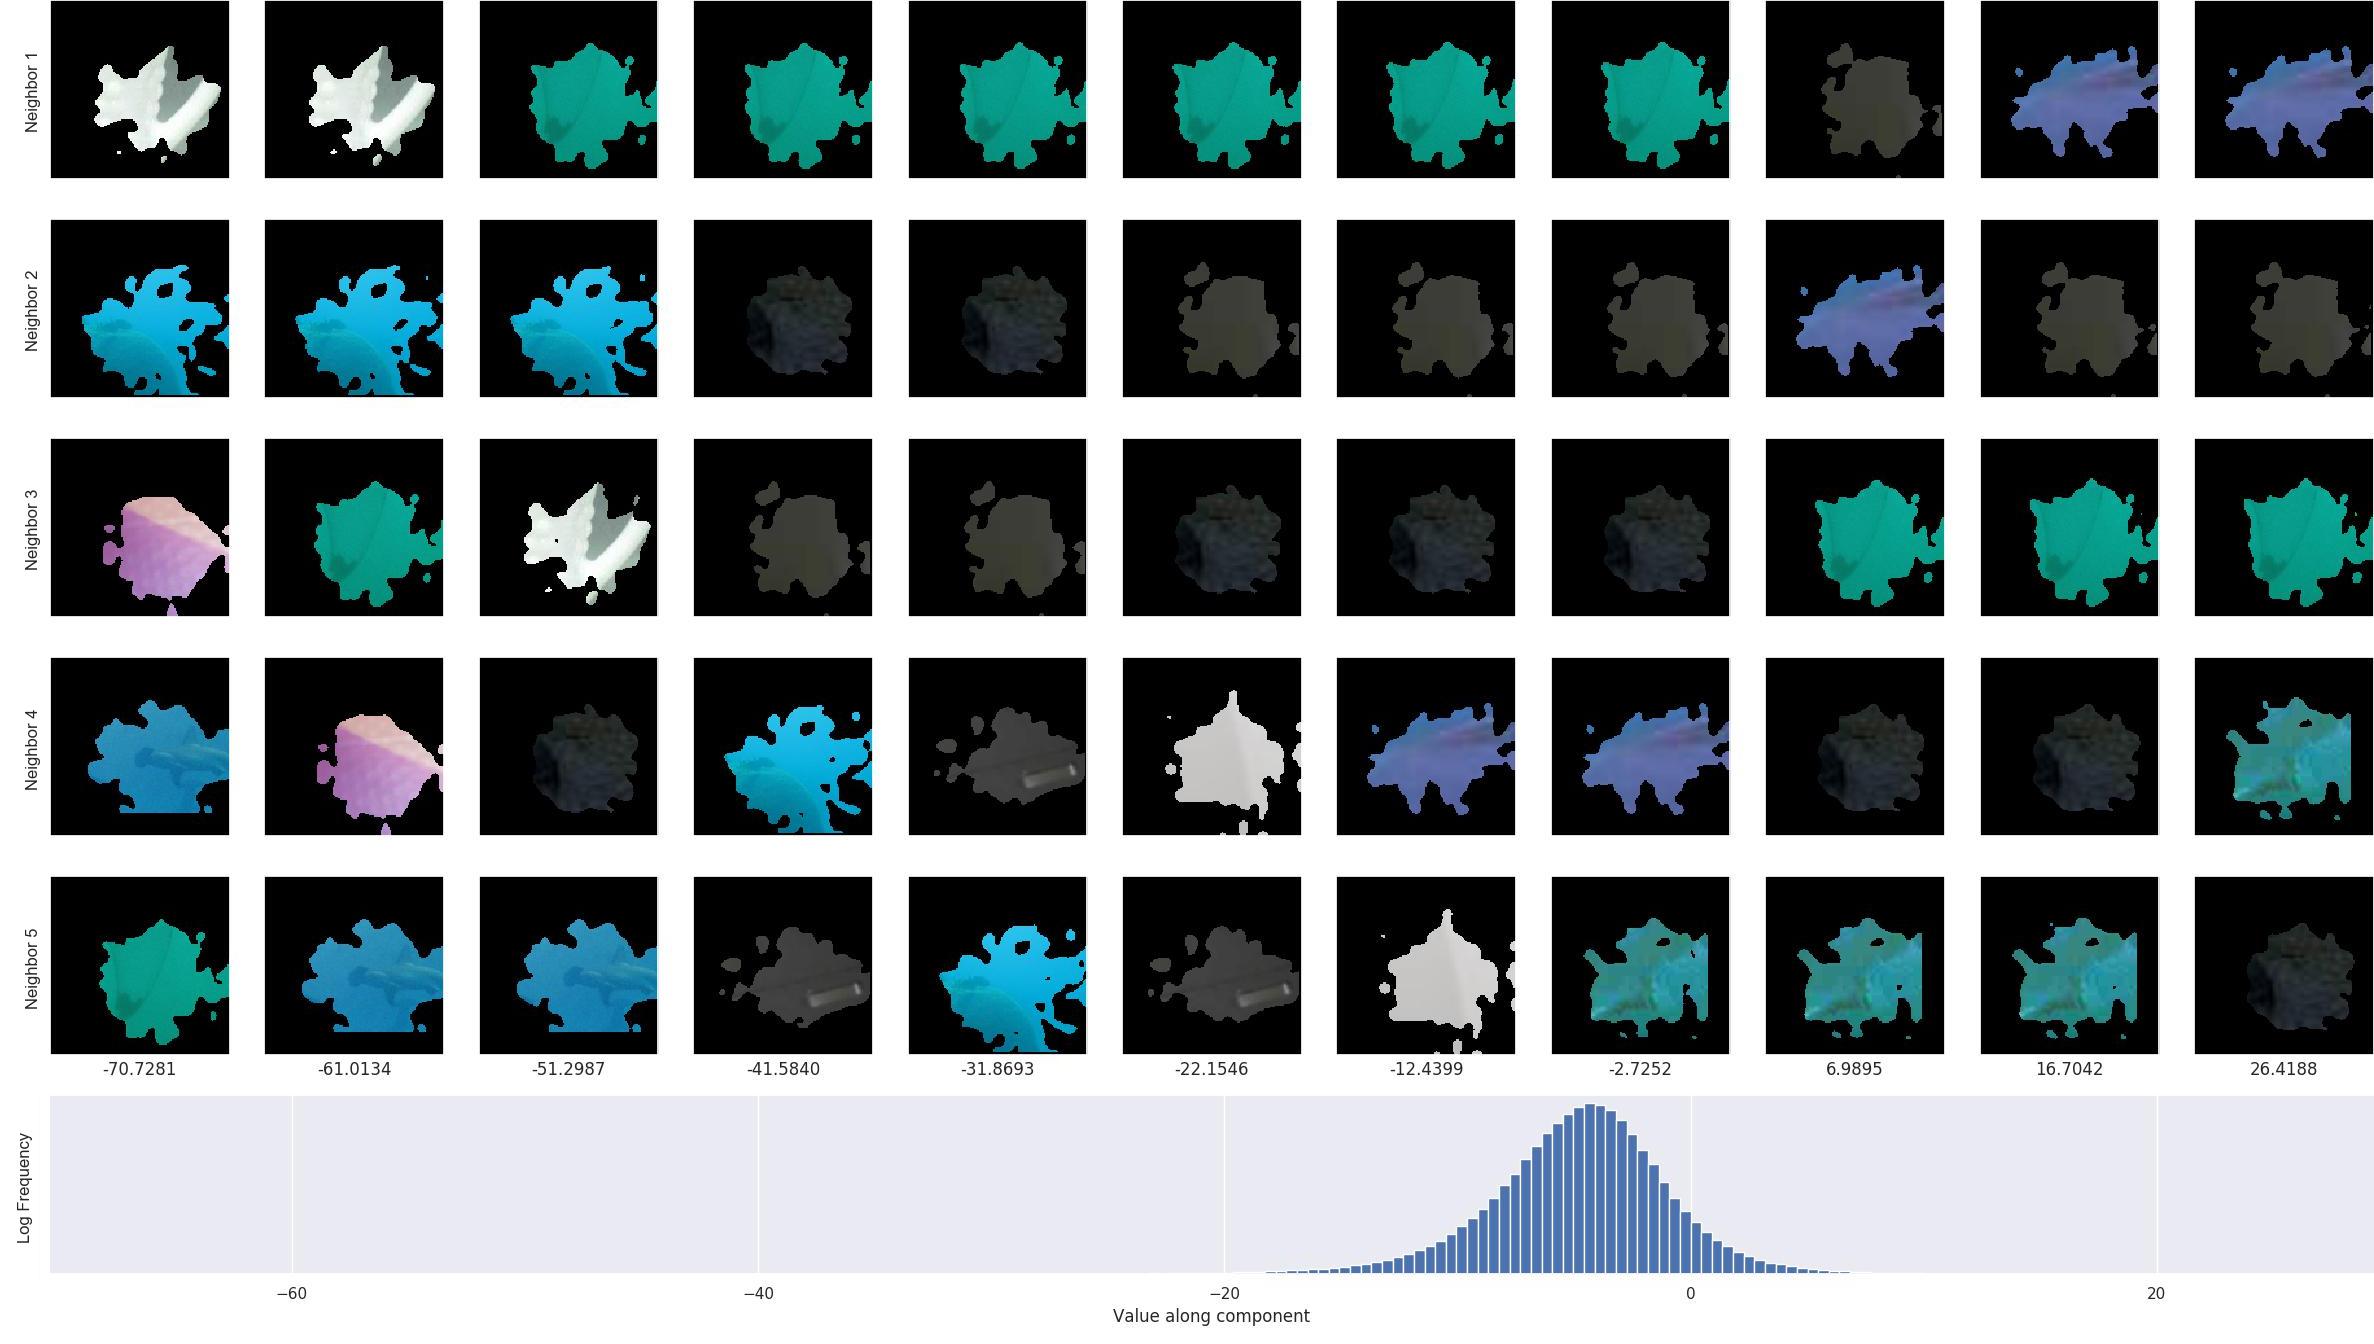 Neighbor 1
Neighbor 2
Neighbor 3
Neighbor 4
Neighbor 5
-70.7281 -61.0134 -51.2987 -41.5840 -31.8693 -22.1546 -12.4399 -2.7252 6.9895 16.7042 26.4188
Log Frequency
−60 −40 −20 0 20
Value along component